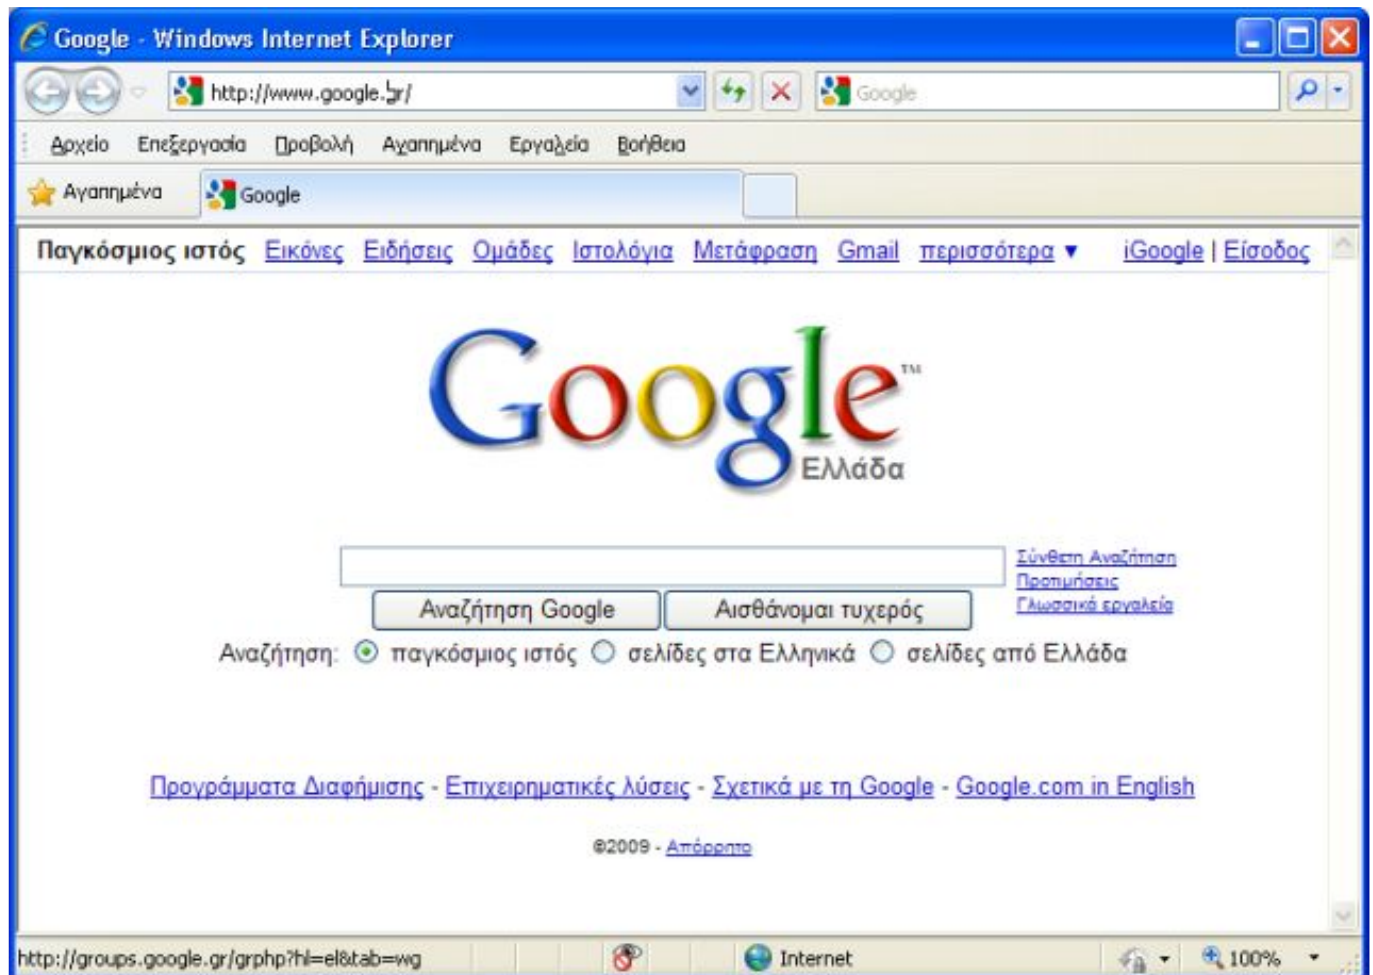 Google - Windows Internet Explorer
http://www.google.gr/ Google
Αρχείο Επεξεργασία Προβολή Αγαπημένα Εργαλεία Βοήθεια
Αγαπημένα Google
Παγκόσμιος ιστός Εικόνες Ειδήσεις Ομάδες Ιστολόγια Μετάφραση Gmail περισσότερα ▼ iGoogle | Είσοδος
Google™
Ελλάδα
Σύνθετη Αναζήτηση
Προτιμήσεις
Γλωσσικά εργαλεία
Αναζήτηση Google Αισθάνομαι τυχερός
Αναζήτηση: παγκόσμιος ιστός σελίδες στα Ελληνικά σελίδες από Ελλάδα
Προγράμματα Διαφήμισης - Επιχειρηματικές λύσεις - Σχετικά με τη Google - Google.com in English
©2009 - Απόρρητο
http://groups.google.gr/grphp?hl=el&tab=wg Internet 100%